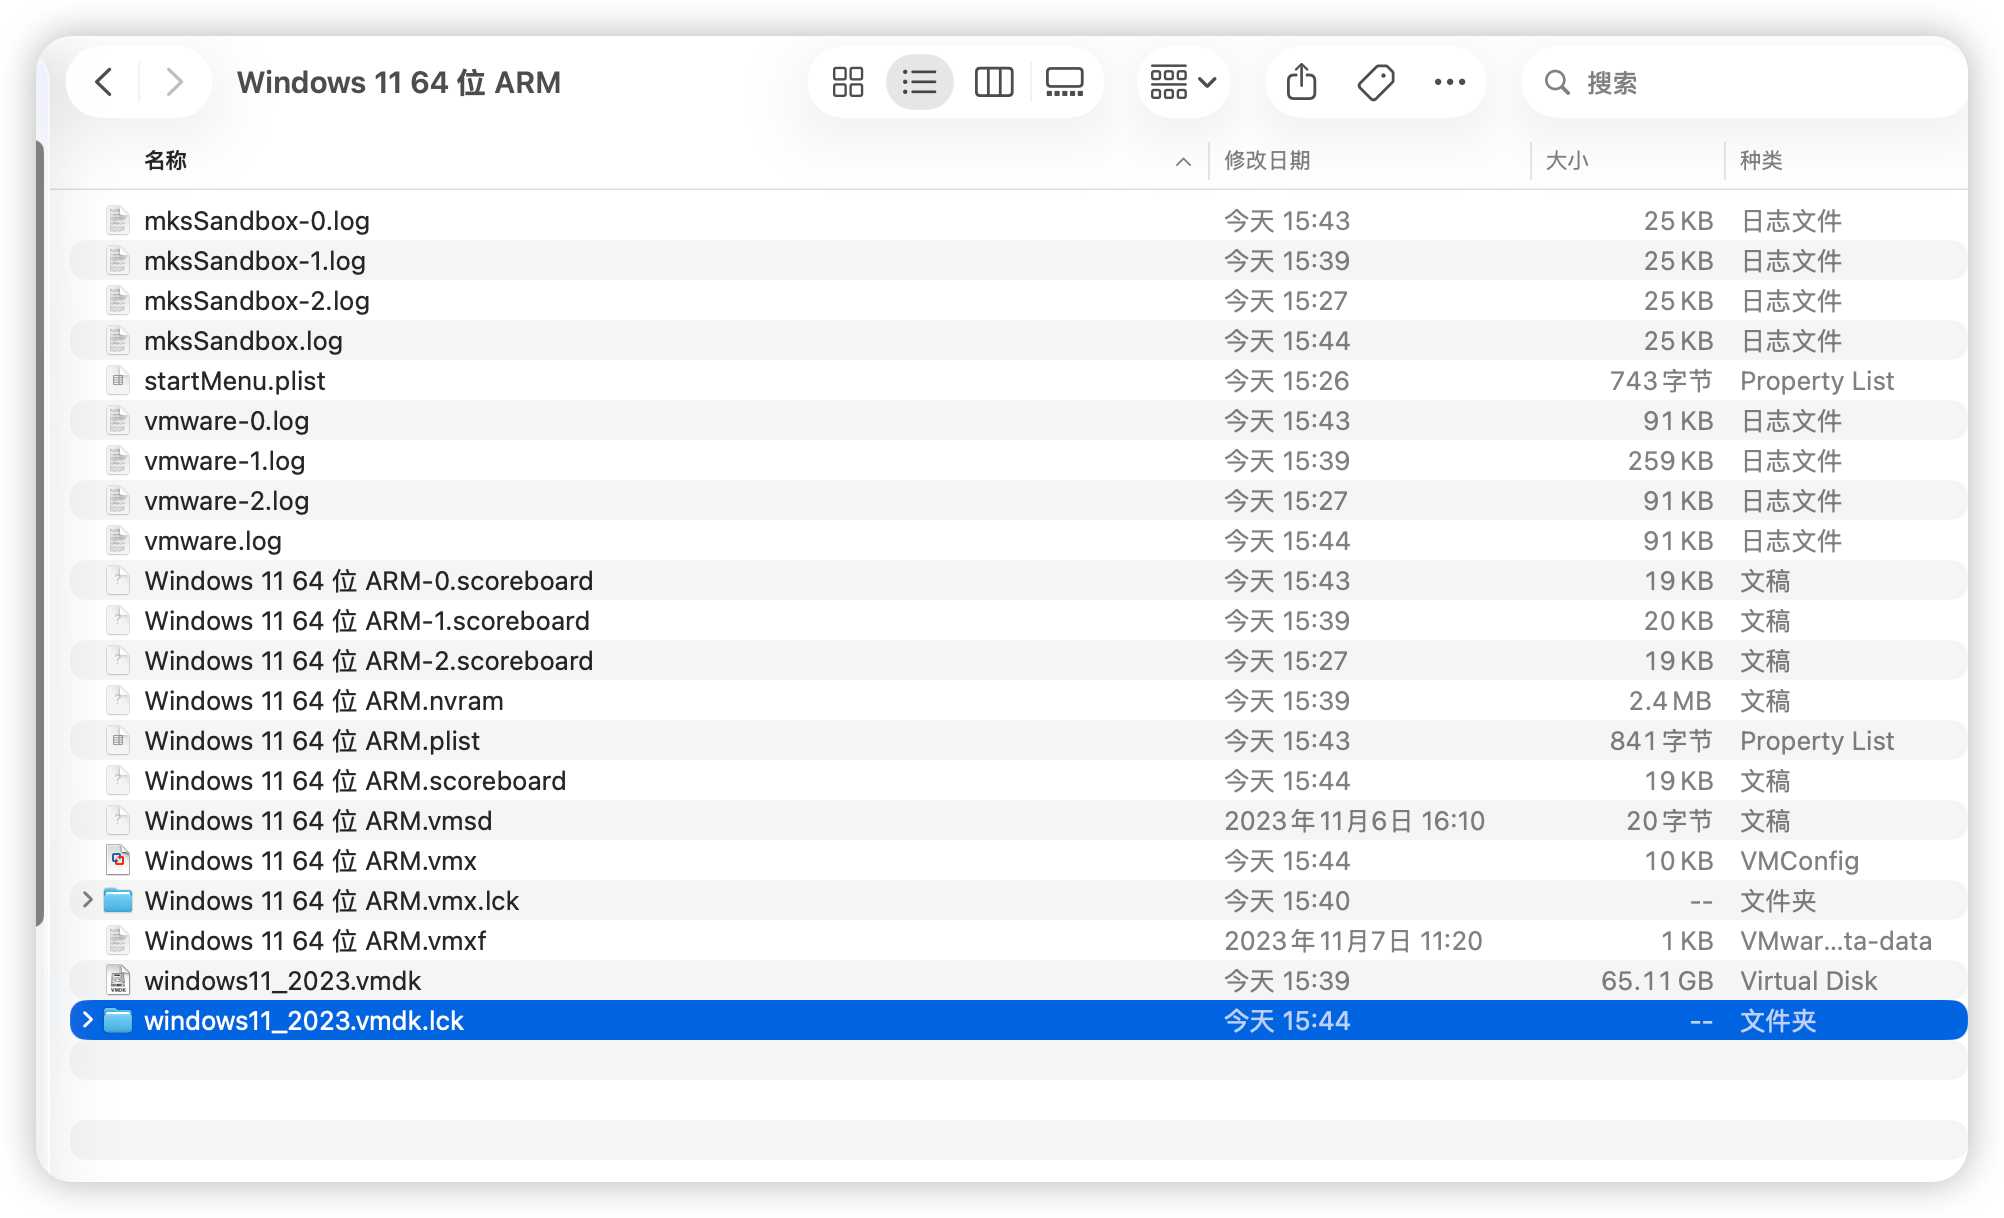 Windows 11 64 位 ARM 搜索
名称 修改日期 大小 种类
mksSandbox-0.log 今天 15:43 25 KB 日志文件
mksSandbox-1.log 今天 15:39 25 KB 日志文件
mksSandbox-2.log 今天 15:27 25 KB 日志文件
mksSandbox.log 今天 15:44 25 KB 日志文件
startMenu.plist 今天 15:26 743 字节 Property List
vmware-0.log 今天 15:43 91 KB 日志文件
vmware-1.log 今天 15:39 259 KB 日志文件
vmware-2.log 今天 15:27 91 KB 日志文件
vmware.log 今天 15:44 91 KB 日志文件
Windows 11 64 位 ARM-0.scoreboard 今天 15:43 19 KB 文稿
Windows 11 64 位 ARM-1.scoreboard 今天 15:39 20 KB 文稿
Windows 11 64 位 ARM-2.scoreboard 今天 15:27 19 KB 文稿
Windows 11 64 位 ARM.nvram 今天 15:39 2.4 MB 文稿
Windows 11 64 位 ARM.plist 今天 15:43 841 字节 Property List
Windows 11 64 位 ARM.scoreboard 今天 15:44 19 KB 文稿
Windows 11 64 位 ARM.vmsd 2023年11月6日 16:10 20 字节 文稿
Windows 11 64 位 ARM.vmx 今天 15:44 10 KB VMConfig
Windows 11 64 位 ARM.vmx.lck 今天 15:40 -- 文件夹
Windows 11 64 位 ARM.vmxf 2023年11月7日 11:20 1 KB VMwar...ta-data
windows11_2023.vmdk 今天 15:39 65.11 GB Virtual Disk
windows11_2023.vmdk.lck 今天 15:44 -- 文件夹